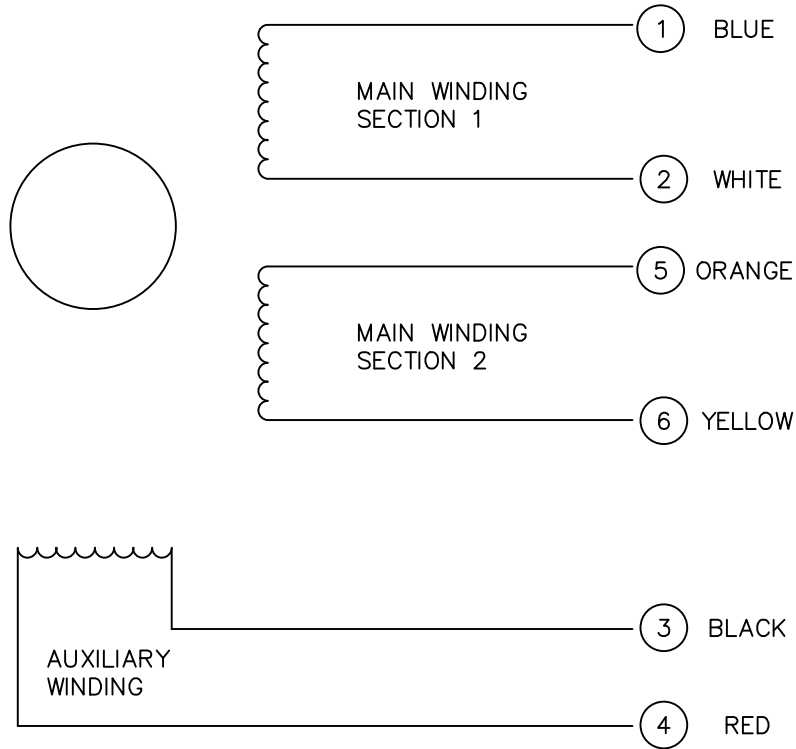 1 BLUE
MAIN WINDING
SECTION 1
2 WHITE
5 ORANGE
MAIN WINDING
SECTION 2
6 YELLOW
3 BLACK
AUXILIARY
WINDING
4 RED